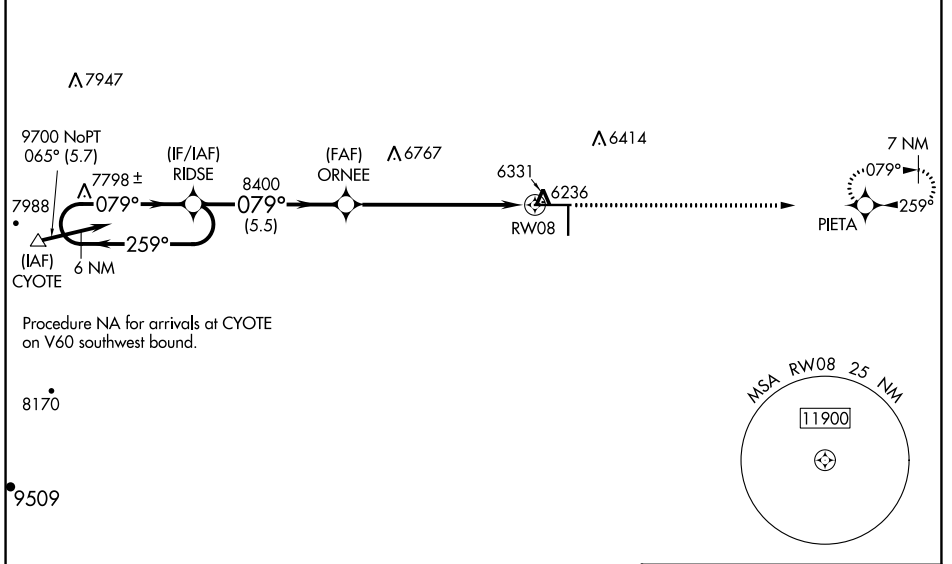 7947
9700 NoPT
065° (5.7)
(IF/IAF)
RIDSE
(FAF)
ORNEE
6767
6414
7 NM
7798 ±
079°
8400
079°
(5.5)
6331
6236
RW08
079°
259°
PIETA
7988
259°
6 NM
(IAF)
CYOTE
Procedure NA for arrivals at CYOTE
on V60 southwest bound.
8170
9509
MSA RW08 25 NM
11900